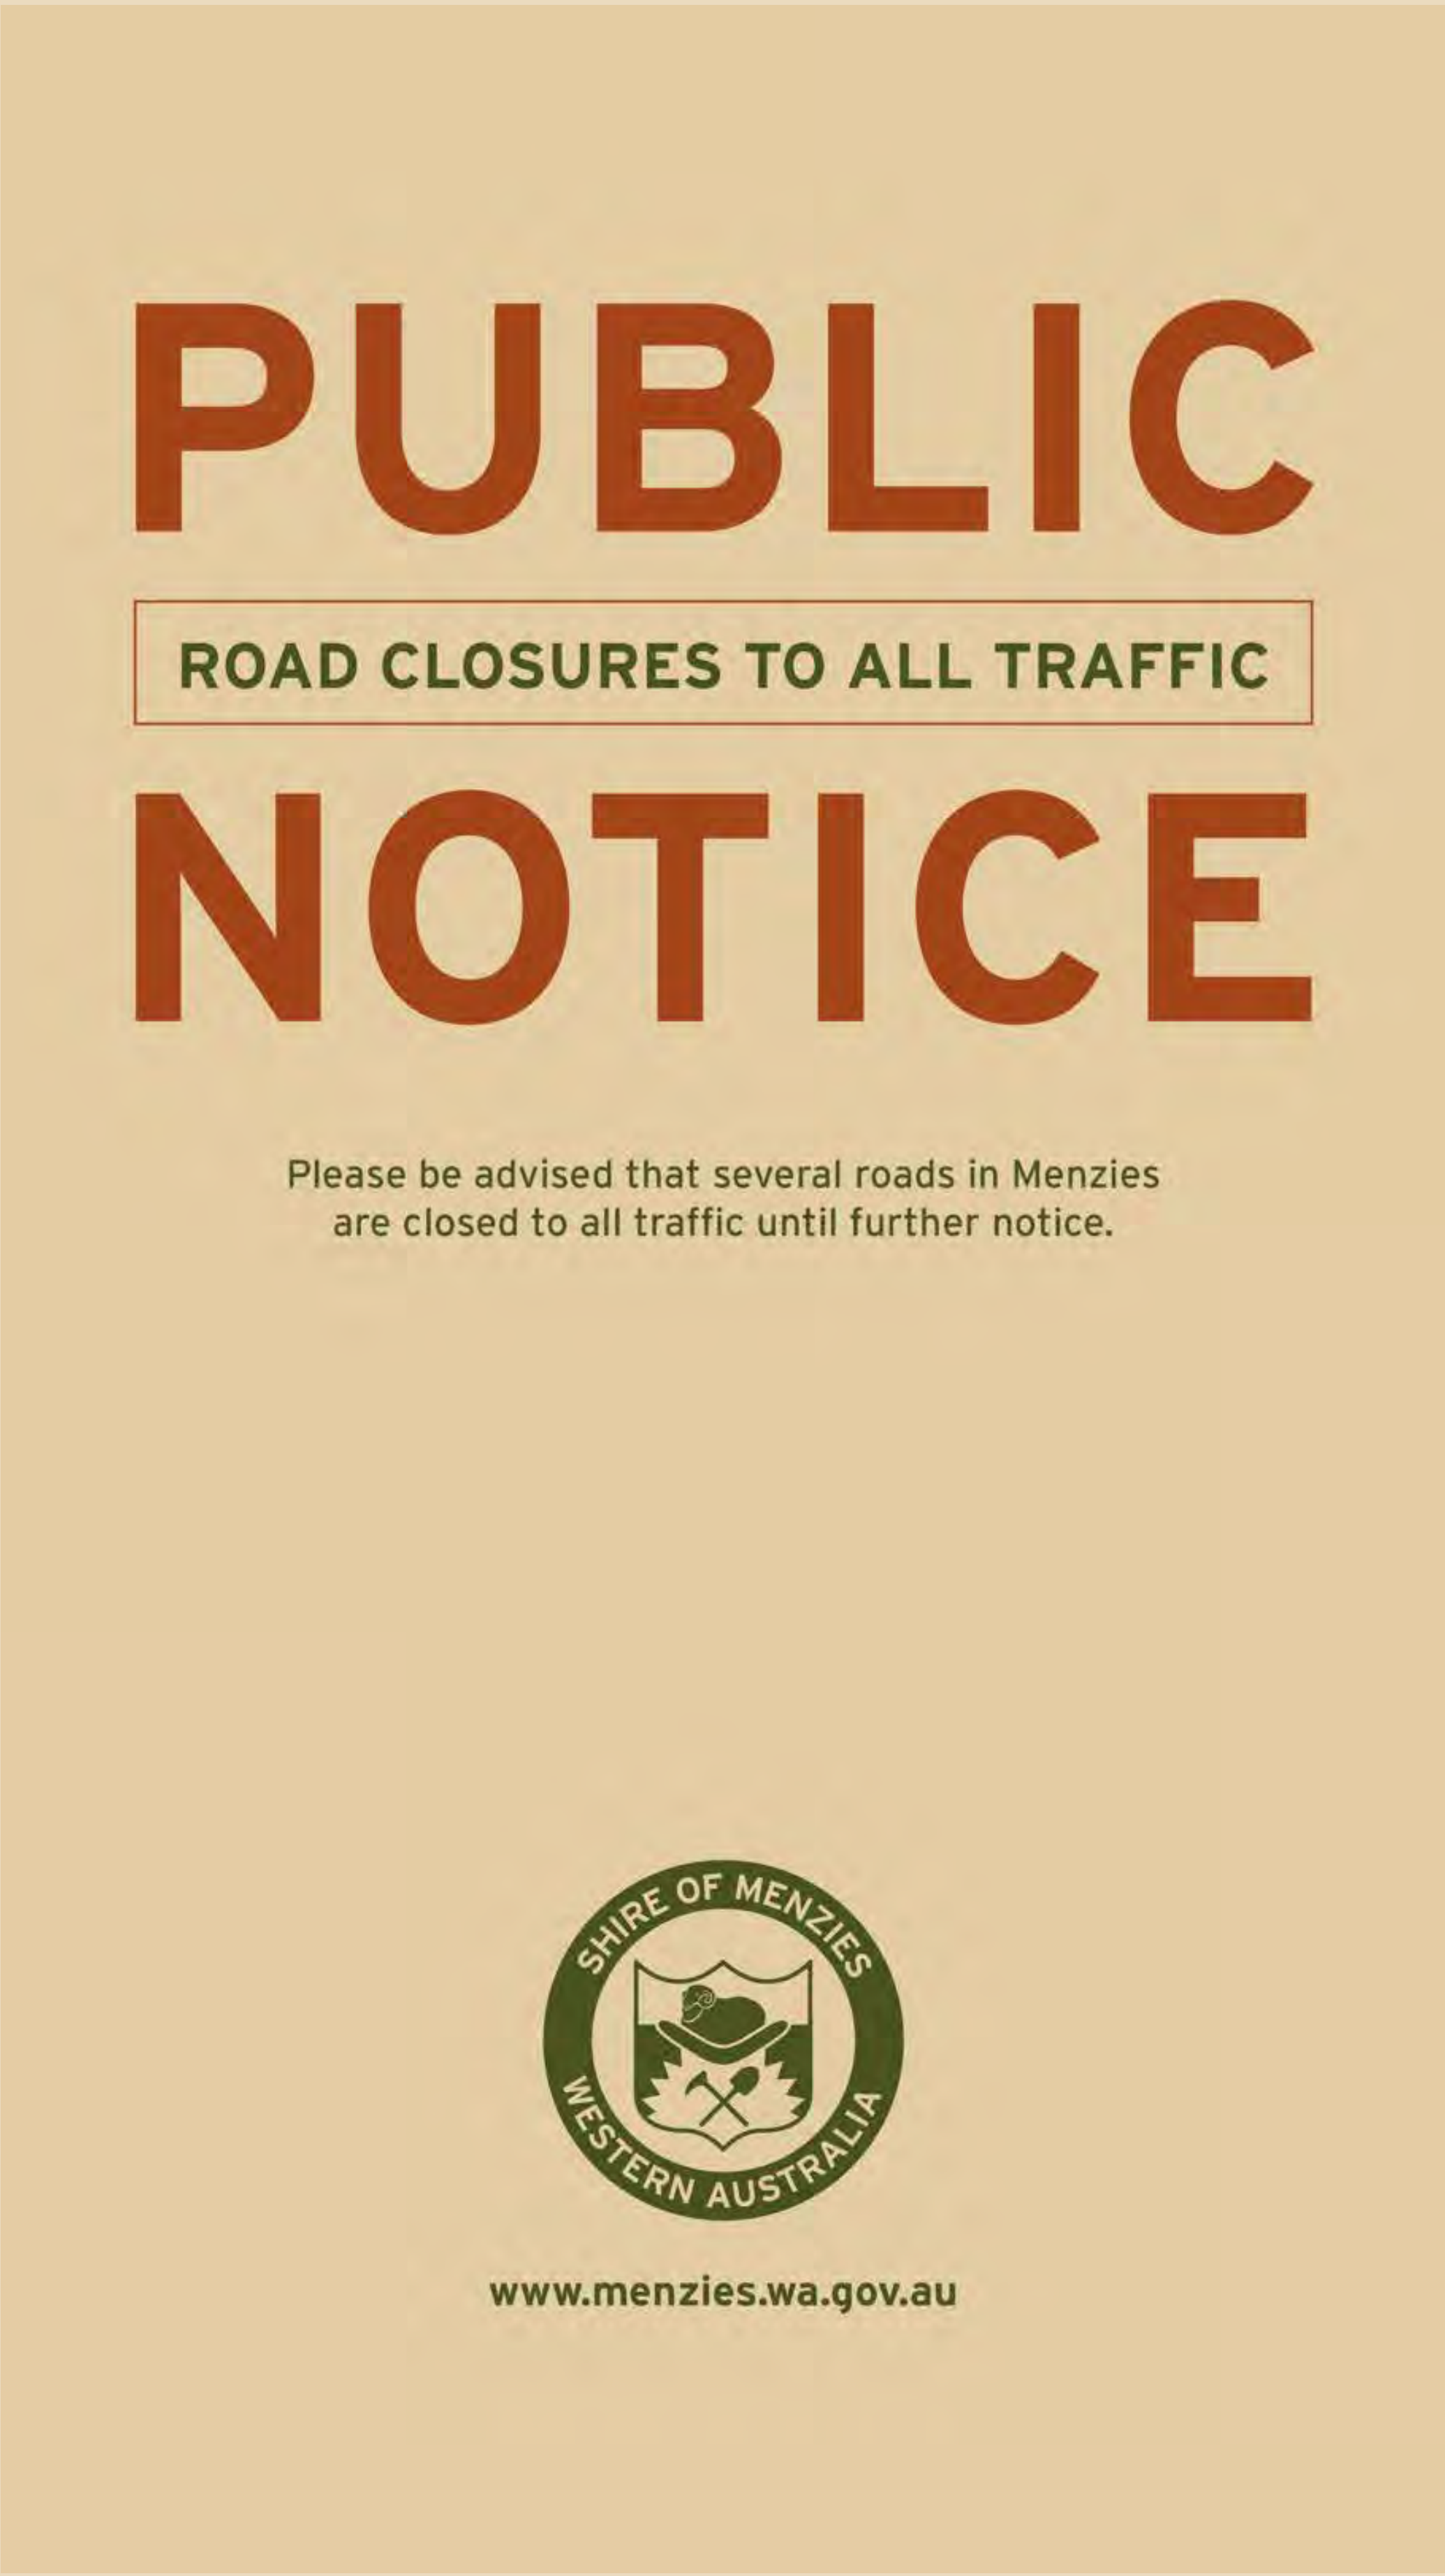 PUBLIC
ROAD CLOSURES TO ALL TRAFFIC
NOTICE
Please be advised that several roads in Menzies
are closed to all traffic until further notice.
SHIRE OF MENZIES
WESTERN AUSTRALIA
www.menzies.wa.gov.au